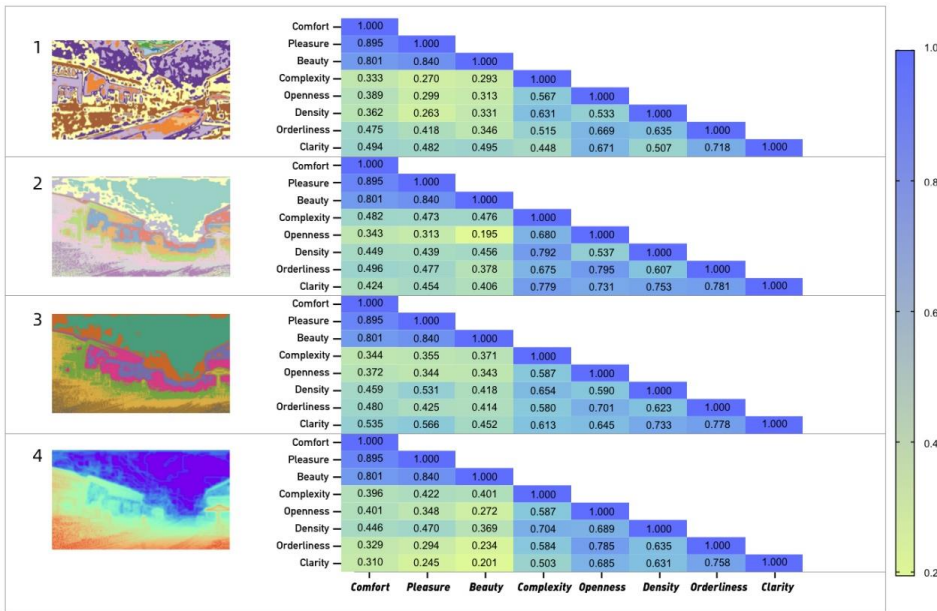 1
Comfort 1.000
Pleasure 0.895 1.000
Beauty 0.801 0.840 1.000
Complexity 0.333 0.270 0.293 1.000
Openness 0.389 0.299 0.313 0.567 1.000
Density 0.362 0.263 0.331 0.631 0.533 1.000
Orderliness 0.475 0.418 0.346 0.515 0.669 0.635 1.000
Clarity 0.494 0.482 0.495 0.448 0.671 0.507 0.718 1.000
2
Comfort 1.000
Pleasure 0.895 1.000
Beauty 0.801 0.840 1.000
Complexity 0.482 0.473 0.476 1.000
Openness 0.343 0.313 0.195 0.680 1.000
Density 0.449 0.439 0.456 0.792 0.537 1.000
Orderliness 0.496 0.477 0.378 0.675 0.795 0.607 1.000
Clarity 0.424 0.454 0.406 0.779 0.731 0.753 0.781 1.000
3
Comfort 1.000
Pleasure 0.895 1.000
Beauty 0.801 0.840 1.000
Complexity 0.344 0.355 0.371 1.000
Openness 0.372 0.344 0.343 0.587 1.000
Density 0.459 0.531 0.418 0.654 0.590 1.000
Orderliness 0.480 0.425 0.414 0.580 0.701 0.623 1.000
Clarity 0.535 0.566 0.452 0.613 0.645 0.733 0.778 1.000
4
Comfort 1.000
Pleasure 0.895 1.000
Beauty 0.801 0.840 1.000
Complexity 0.396 0.422 0.401 1.000
Openness 0.401 0.348 0.272 0.587 1.000
Density 0.446 0.470 0.369 0.704 0.689 1.000
Orderliness 0.329 0.294 0.234 0.584 0.785 0.635 1.000
Clarity 0.310 0.245 0.201 0.503 0.685 0.631 0.758 1.000
Comfort Pleasure Beauty Complexity Openness Density Orderliness Clarity
1.0
0.8
0.6
0.4
0.2